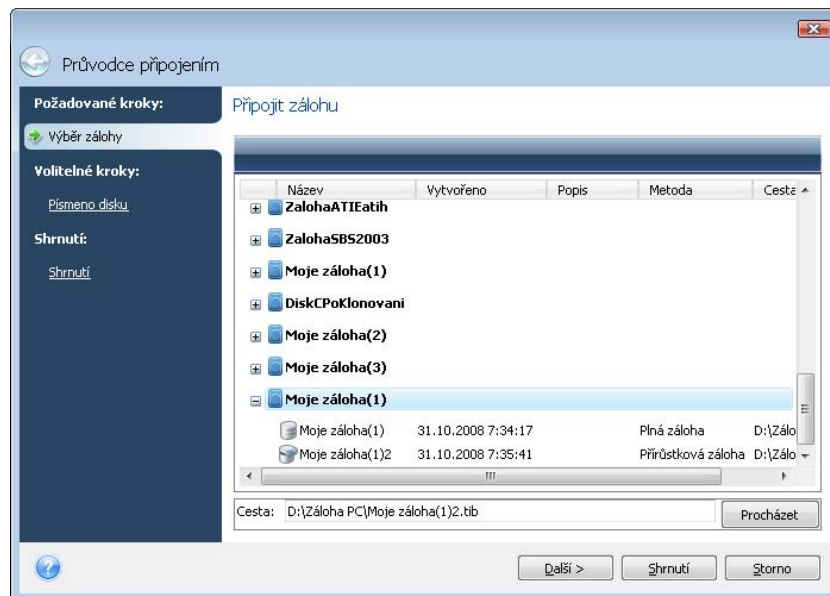 Průvodce připojením
Požadované kroky:
Výběr zálohy
Volitelné kroky:
Písmeno disku
Shrnutí:
Shrnutí
Připojit zálohu
Název Vytvořeno Popis Metoda Cesta
ZalohaATIEatih
ZalohaSBS2003
Moje záloha(1)
DiskCPoKlonovani
Moje záloha(2)
Moje záloha(3)
Moje záloha(1)
Moje záloha(1) 31.10.2008 7:34:17 Plná záloha D:\Zálo
Moje záloha(1)2 31.10.2008 7:35:41 Přírůstková záloha D:\Zálo
Cesta: D:\Záloha PC\Moje záloha(1)2.tib Procházet
Další > Shrnutí Storno